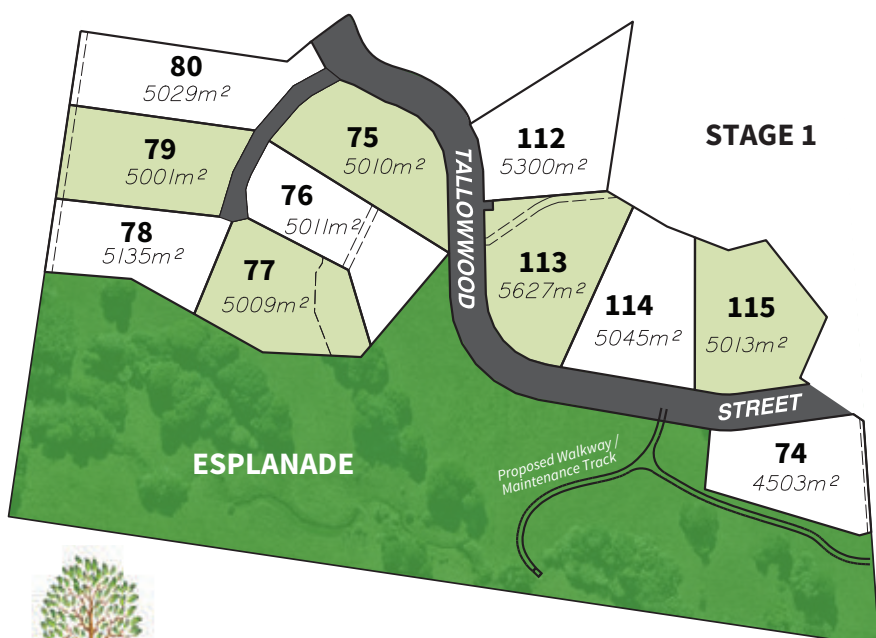 80
5029m²
79
5001m²
78
5135m²
75
5010m²
76
5011m²
77
5009m²
112
5300m²
STAGE 1
TALLOWWOOD
113
5627m²
114
5045m²
115
5013m²
STREET
74
4503m²
ESPLANADE
Proposed Walkway /
Maintenance Track